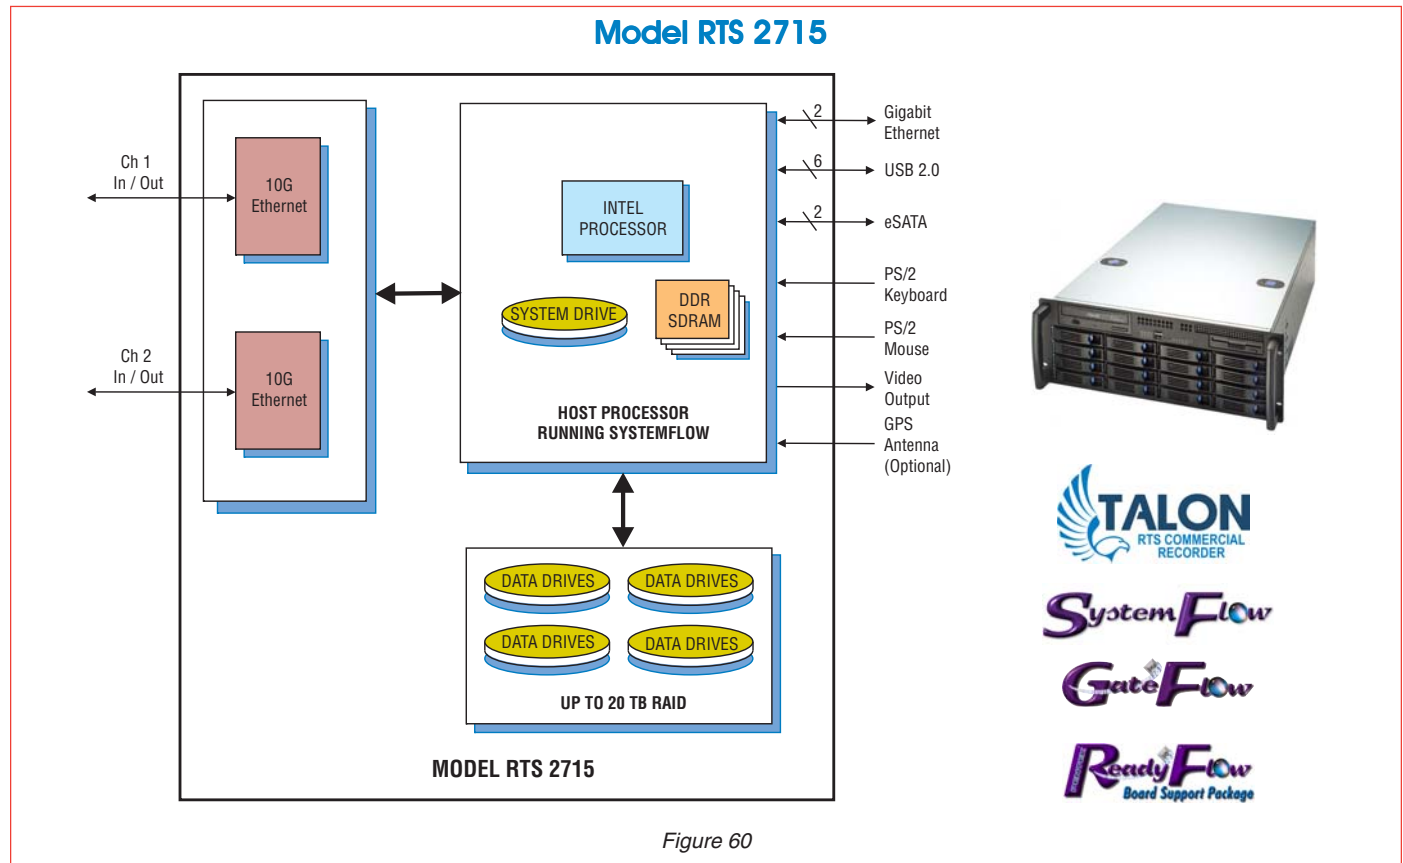 Model RTS 2715
Ch 1
In / Out
10G
Ethernet
Ch 2
In / Out
10G
Ethernet
INTEL
PROCESSOR
SYSTEM DRIVE
DDR
SDRAM
HOST PROCESSOR
RUNNING SYSTEMFLOW
2
Gigabit
Ethernet
6
USB 2.0
2
eSATA
PS/2
Keyboard
PS/2
Mouse
Video
Output
GPS
Antenna
(Optional)
DATA DRIVES
DATA DRIVES
DATA DRIVES
DATA DRIVES
UP TO 20 TB RAID
MODEL RTS 2715
TALON
RTS COMMERCIAL
RECORDER
SystemFlow
GateFlow
ReadyFlow
Board Support Package
Figure 60